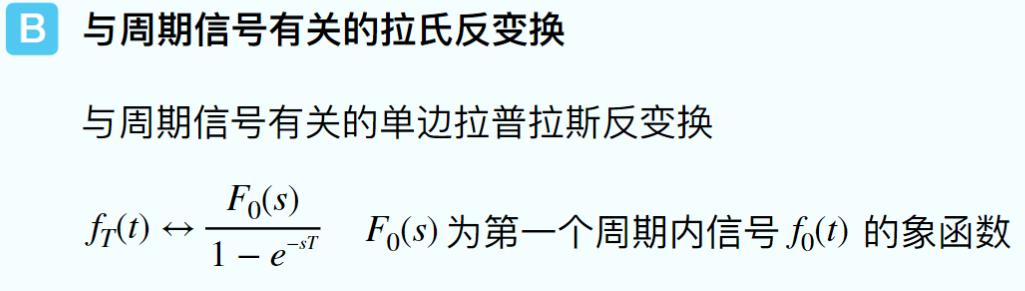 B 与周期信号有关的拉氏反变换
与周期信号有关的单边拉普拉斯反变换
f_T(t) ↔ F_0(s) / (1 − e^{−sT}) F_0(s) 为第一个周期内信号 f_0(t) 的象函数